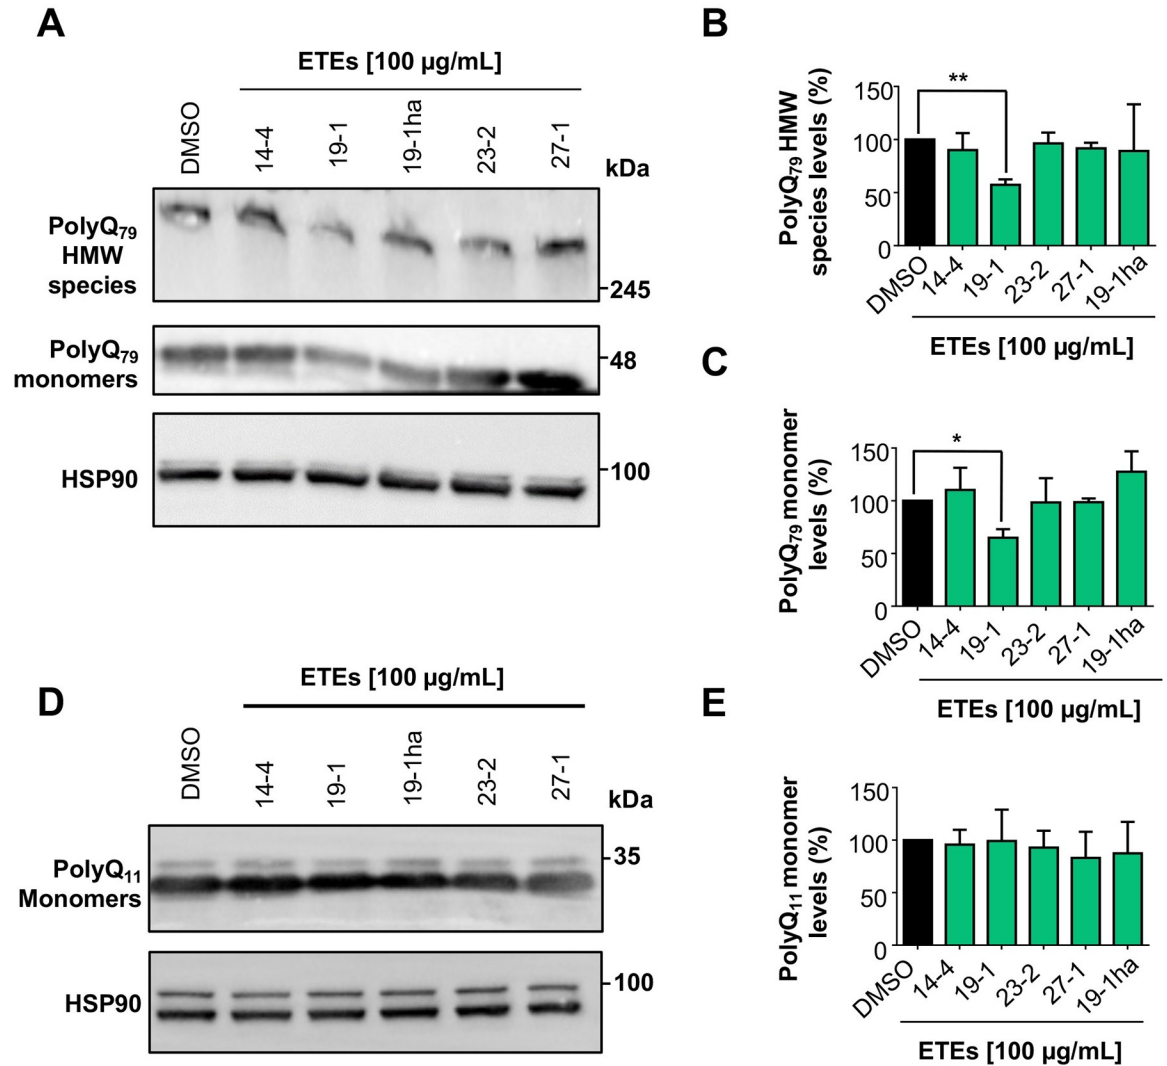 A
ETEs [100 µg/mL]
DMSO
14-4
19-1
19-1ha
23-2
27-1
kDa
PolyQ79
HMW
species
245
PolyQ79
monomers
48
HSP90
100
B
PolyQ79 HMW
species levels (%)
150
100
50
0
**
DMSO
14-4
19-1
23-2
27-1
19-1ha
ETEs [100 µg/mL]
C
PolyQ79 monomer
levels (%)
150
100
50
0
*
DMSO
14-4
19-1
23-2
27-1
19-1ha
ETEs [100 µg/mL]
D
ETEs [100 µg/mL]
DMSO
14-4
19-1
19-1ha
23-2
27-1
kDa
PolyQ11
Monomers
35
HSP90
100
E
PolyQ11 monomer
levels (%)
150
100
50
0
DMSO
14-4
19-1
23-2
27-1
19-1ha
ETEs [100 µg/mL]